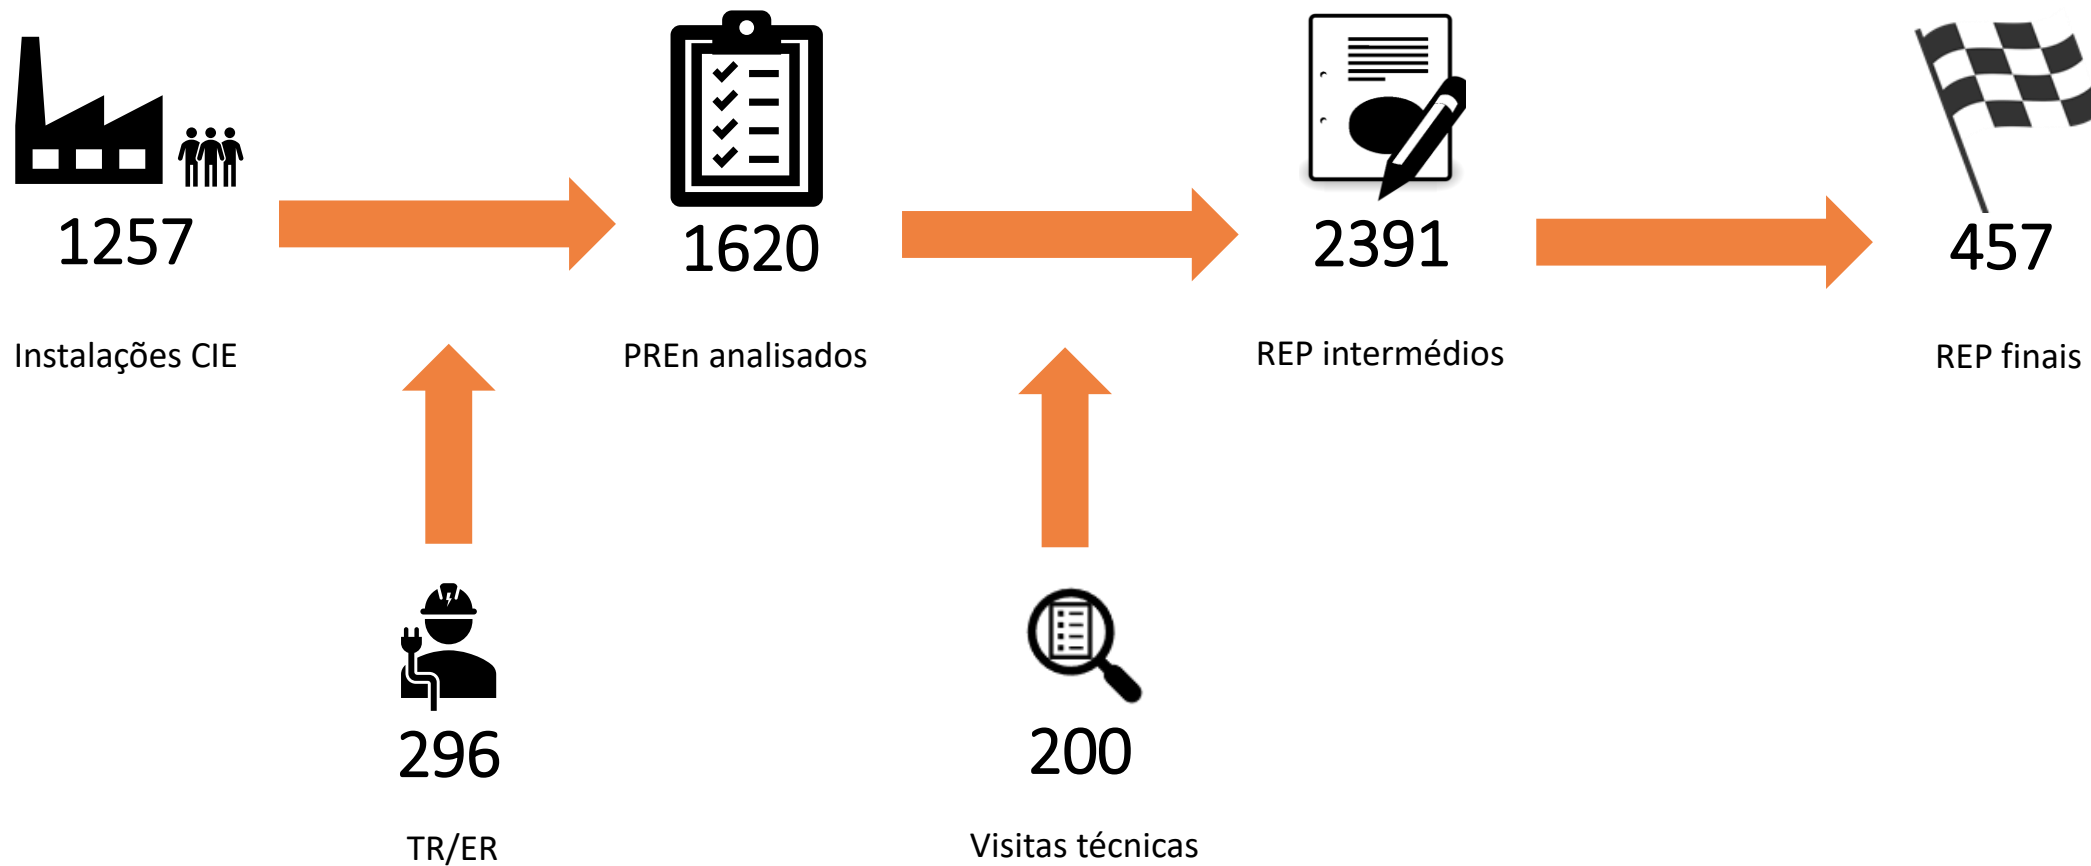 1257
Instalações CIE
1620
PREn analisados
2391
REP intermédios
457
REP finais
296
TR/ER
200
Visitas técnicas